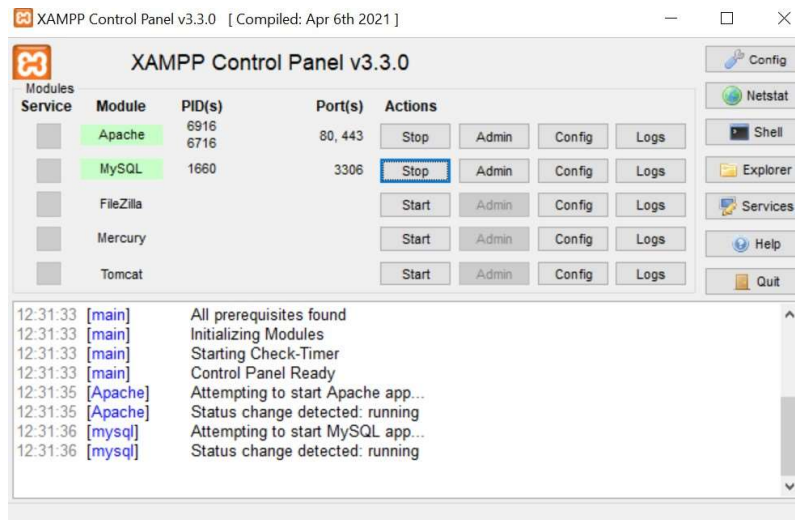 XAMPP Control Panel v3.3.0 [ Compiled: Apr 6th 2021 ]
XAMPP Control Panel v3.3.0
Config
Modules
Service Module PID(s) Port(s) Actions
Netstat
Apache 6916 6716 80, 443 Stop Admin Config Logs
Shell
MySQL 1660 3306 Stop Admin Config Logs
Explorer
FileZilla Start Admin Config Logs
Services
Mercury Start Admin Config Logs
Help
Tomcat Start Admin Config Logs
Quit
12:31:33 [main] All prerequisites found
12:31:33 [main] Initializing Modules
12:31:33 [main] Starting Check-Timer
12:31:33 [main] Control Panel Ready
12:31:35 [Apache] Attempting to start Apache app...
12:31:35 [Apache] Status change detected: running
12:31:36 [mysql] Attempting to start MySQL app...
12:31:36 [mysql] Status change detected: running